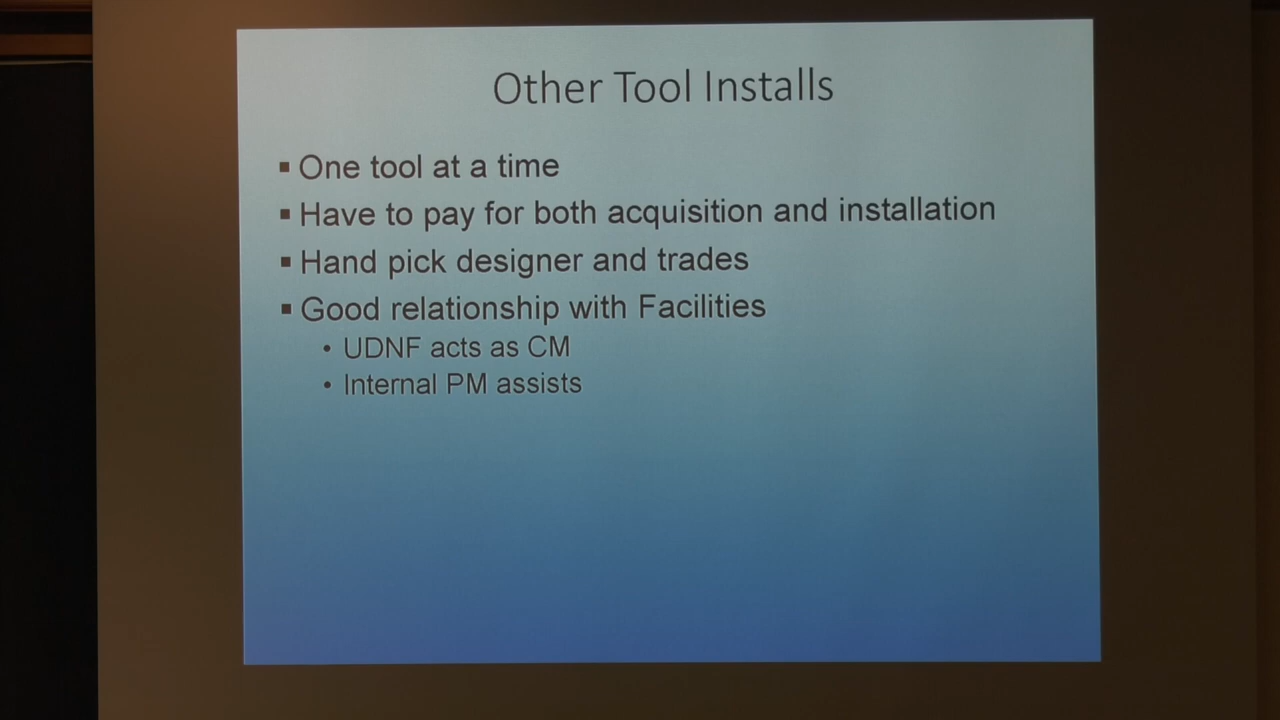 Other Tool Installs
▪ One tool at a time
▪ Have to pay for both acquisition and installation
▪ Hand pick designer and trades
▪ Good relationship with Facilities
• UDNF acts as CM
• Internal PM assists